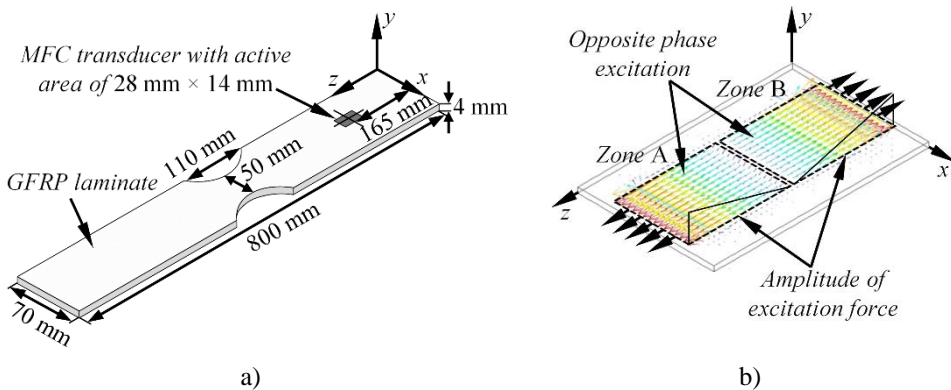 y
MFC transducer with active
area of 28 mm × 14 mm
z
x
4 mm
165 mm
110 mm
50 mm
GFRP laminate
800 mm
70 mm
a)
y
Opposite phase
excitation
Zone B
Zone A
x
z
Amplitude of
excitation force
b)